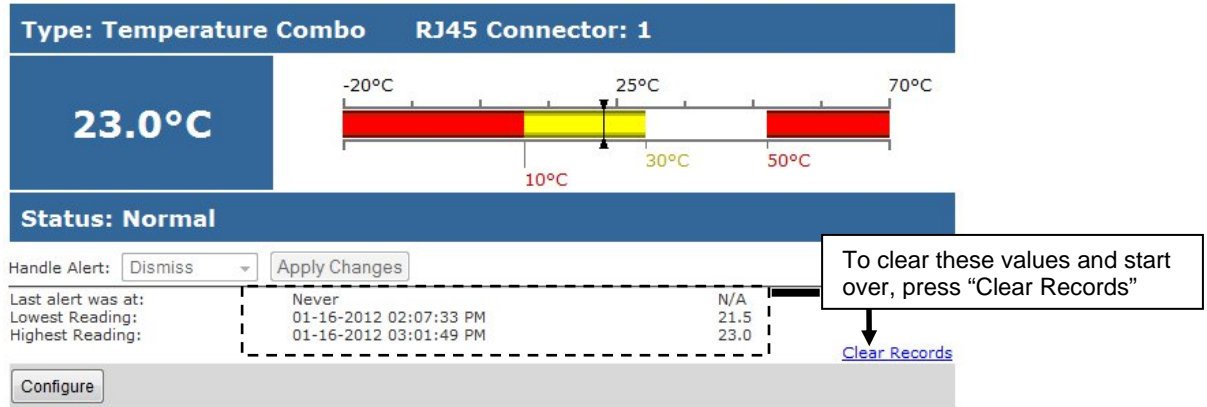 Type: Temperature Combo RJ45 Connector: 1
-20°C 25°C 70°C
23.0°C
30°C 50°C
10°C
Status: Normal
Handle Alert: Dismiss Apply Changes
To clear these values and start
over, press “Clear Records”
Last alert was at: Never N/A
Lowest Reading: 01-16-2012 02:07:33 PM 21.5
Highest Reading: 01-16-2012 03:01:49 PM 23.0
Clear Records
Configure